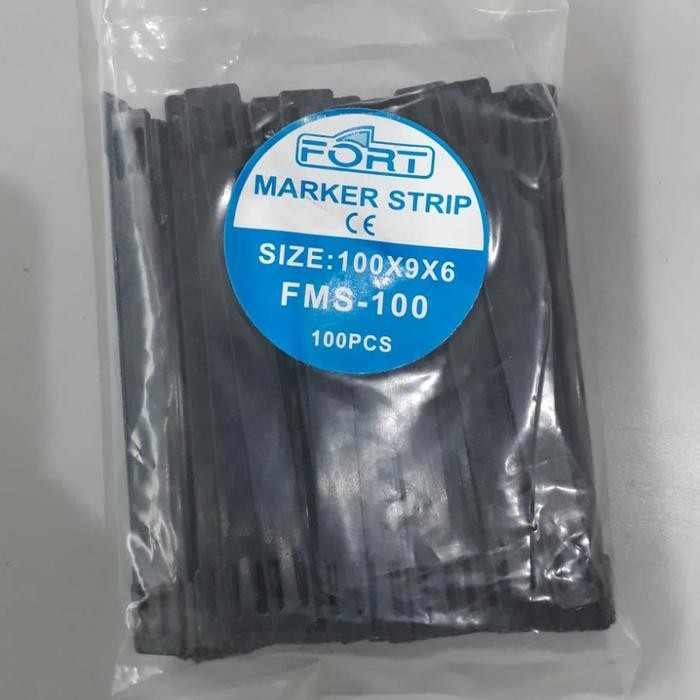 FORT
MARKER STRIP
CE
SIZE:100X9X6
FMS-100
100PCS